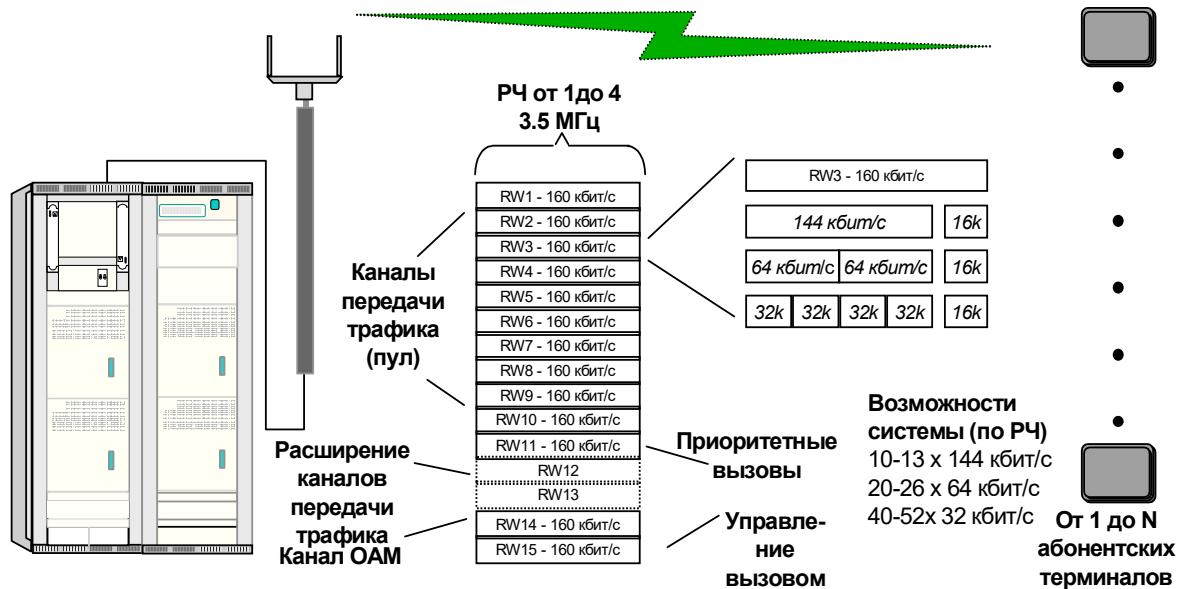 РЧ от 1до 4
3.5 МГц
RW1 - 160 кбит/с
RW2 - 160 кбит/с
RW3 - 160 кбит/с
RW4 - 160 кбит/с
RW5 - 160 кбит/с
RW6 - 160 кбит/с
RW7 - 160 кбит/с
RW8 - 160 кбит/с
RW9 - 160 кбит/с
RW10 - 160 кбит/с
RW11 - 160 кбит/с
RW12
RW13
RW14 - 160 кбит/с
RW15 - 160 кбит/с
Каналы
передачи
трафика
(пул)
Расширение
каналов
передачи
трафика
Канал ОАМ
RW3 - 160 кбит/с
144 кбит/с 16k
64 кбит/с 64 кбит/с 16k
32k 32k 32k 32k 16k
Приоритетные
вызовы
Управле-
ние
вызовом
Возможности
системы (по РЧ)
10-13 x 144 кбит/с
20-26 x 64 кбит/с
40-52x 32 кбит/с
От 1 до N
абонентских
терминалов